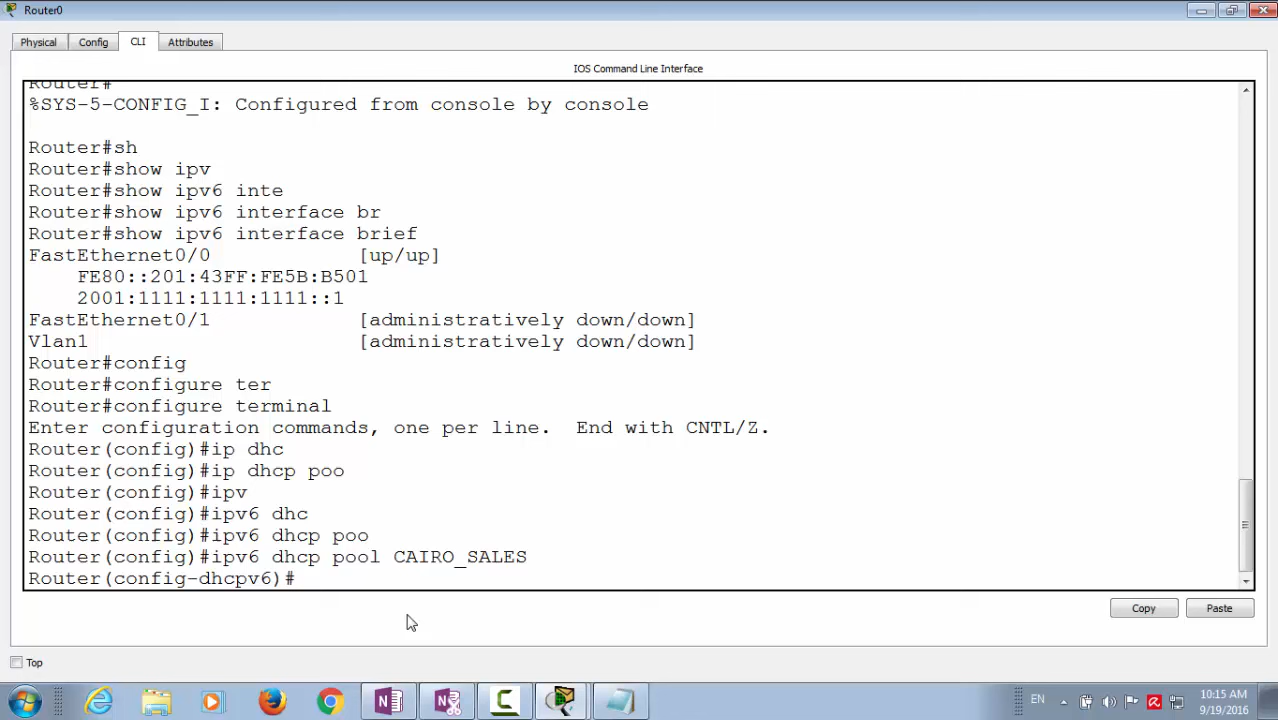 Router0
Physical
Config
CLI
Attributes
IOS Command Line Interface
Router#
%SYS-5-CONFIG_I: Configured from console by console
Router#sh
Router#show ipv
Router#show ipv6 inte
Router#show ipv6 interface br
Router#show ipv6 interface brief
FastEthernet0/0 [up/up]
FE80::201:43FF:FE5B:B501
2001:1111:1111:1111::1
FastEthernet0/1 [administratively down/down]
Vlan1 [administratively down/down]
Router#config
Router#configure ter
Router#configure terminal
Enter configuration commands, one per line. End with CNTL/Z.
Router(config)#ip dhc
Router(config)#ip dhcp poo
Router(config)#ipv
Router(config)#ipv6 dhc
Router(config)#ipv6 dhcp poo
Router(config)#ipv6 dhcp pool CAIRO_SALES
Router(config-dhcpv6)#
Copy
Paste
Top
EN
10:15 AM
9/19/2016